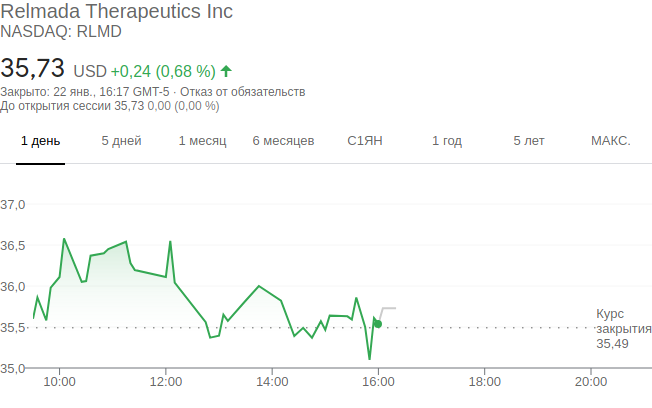 Relmada Therapeutics Inc
NASDAQ: RLMD
35,73 USD +0,24 (0,68 %)
Закрыто: 22 янв., 16:17 GMT-5 · Отказ от обязательств
До открытия сессии 35,73 0,00 (0,00 %)
1 день 5 дней 1 месяц 6 месяцев С1ЯН 1 год 5 лет МАКС.
37,0
36,5
36,0
Курс
35,5 закрытия
35,49
35,0
10:00 12:00 14:00 16:00 18:00 20:00